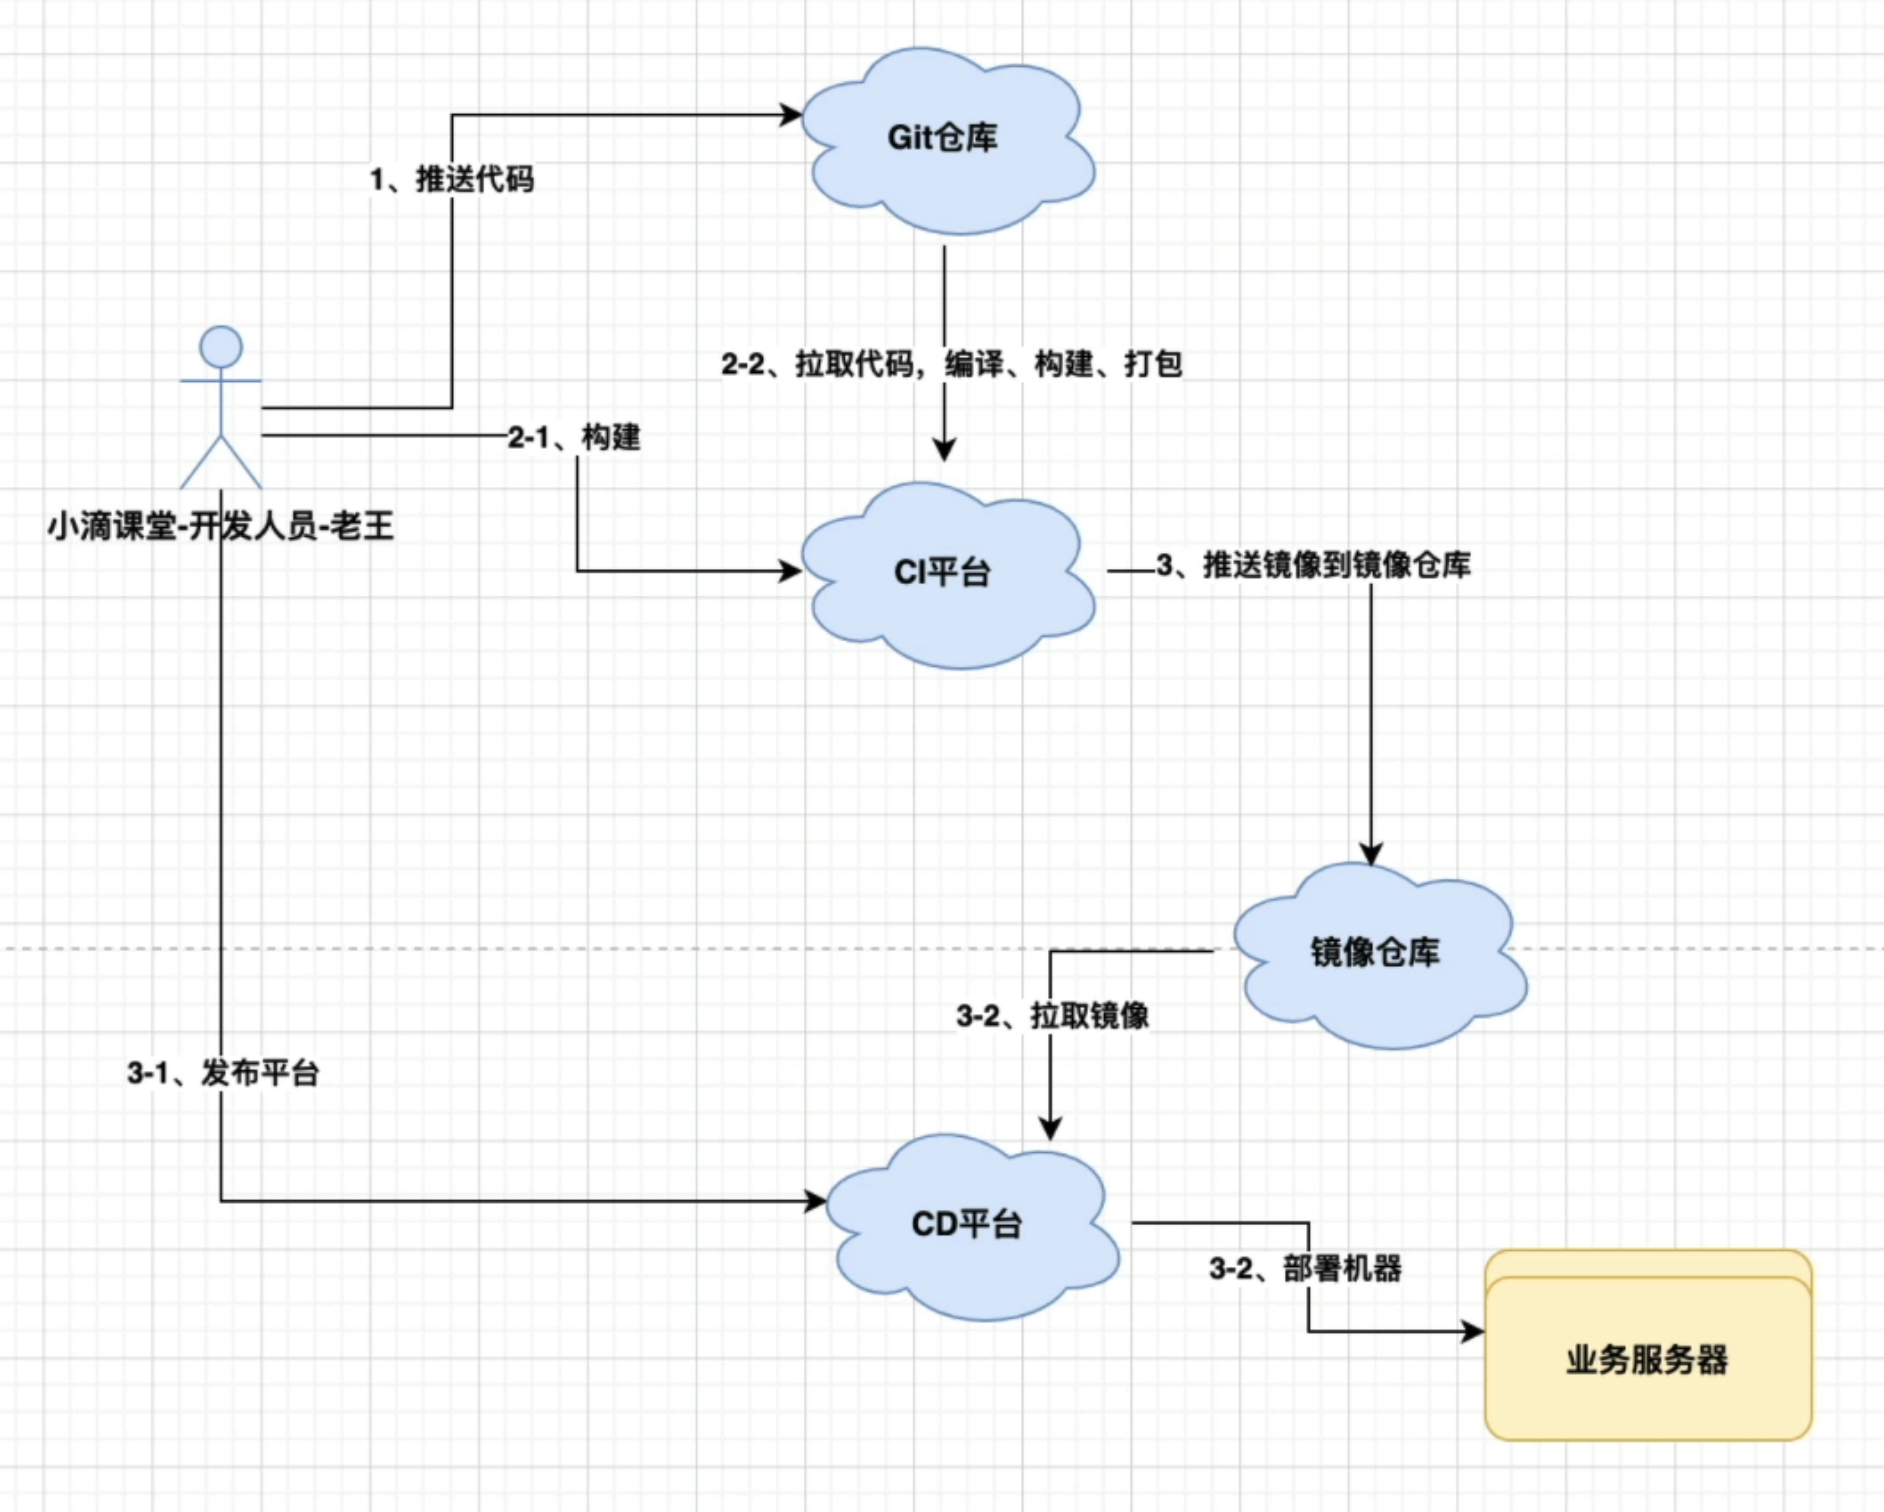 Git仓库
1、推送代码
2-2、拉取代码，编译、构建、打包
2-1、构建
小滴课堂-开发人员-老王
CI平台
3、推送镜像到镜像仓库
镜像仓库
3-2、拉取镜像
3-1、发布平台
CD平台
3-2、部署机器
业务服务器